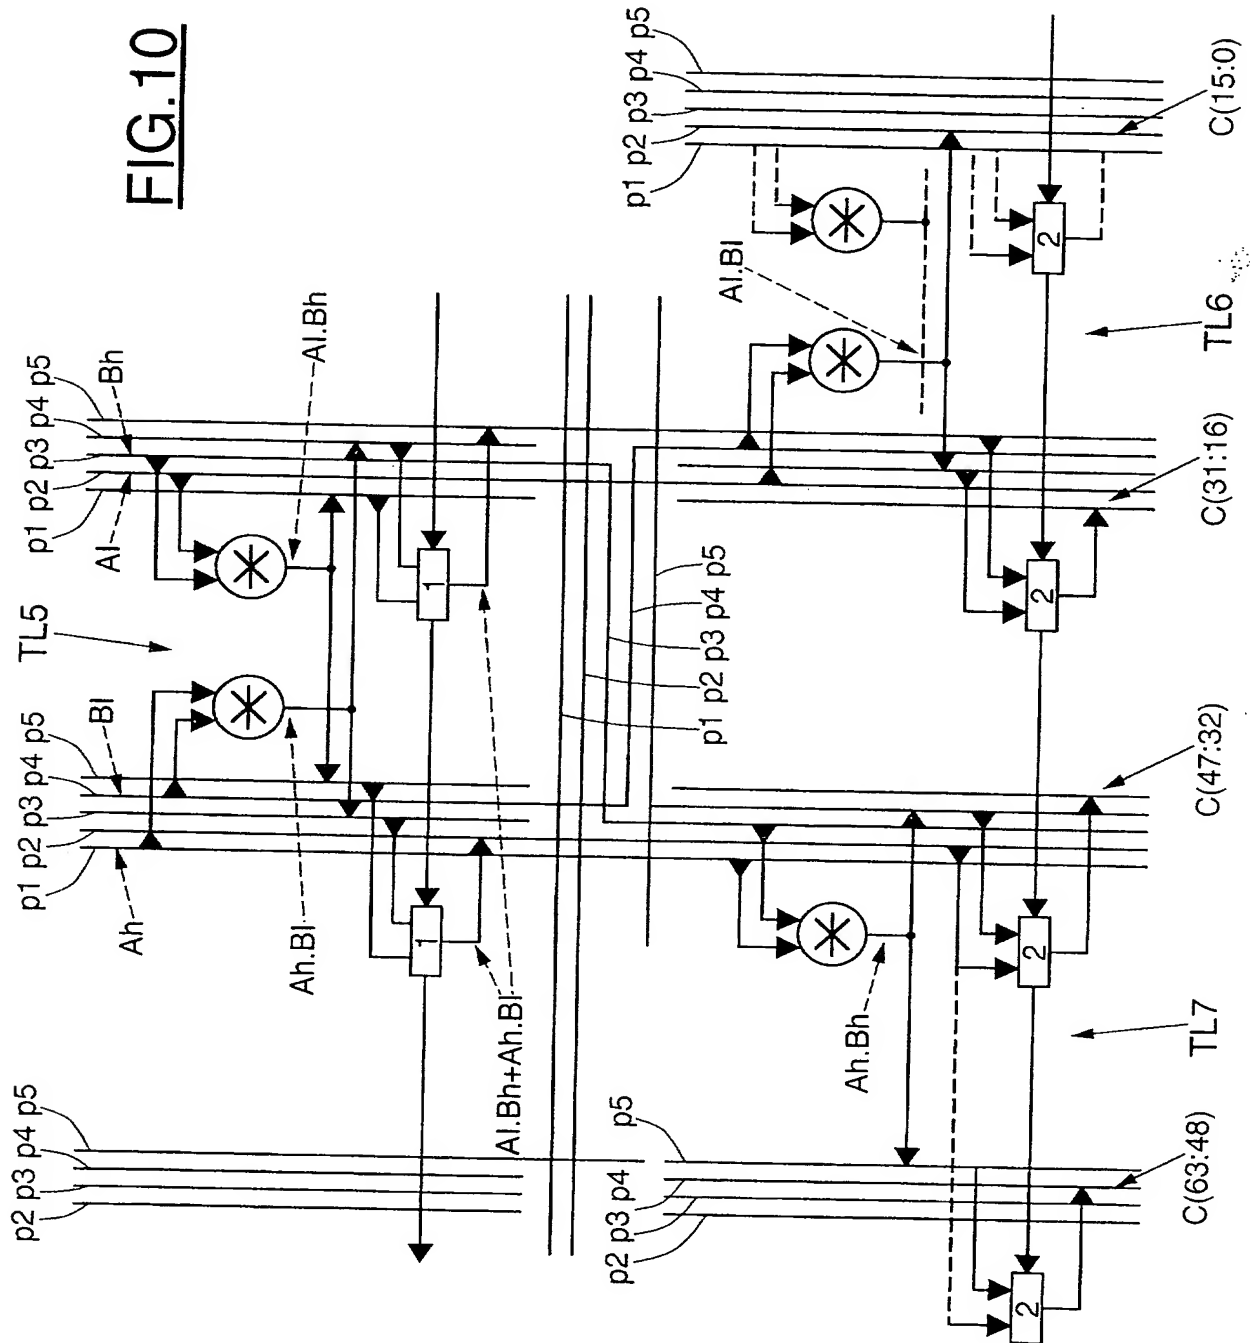 FIG.10
p1 p2 p3 p4 p5
Al
Bh
Al.Bh
TL5
p1 p2 p3 p4 p5
Bl
Ah
Ah.Bl
1
1
Al.Bh+Ah.Bl
p2 p3 p4 p5
p1 p2 p3 p4 p5
p1 p2 p3 p4 p5
Al.Bl
2
C(15:0)
TL6
2
C(31:16)
Ah.Bh
2
C(47:32)
TL7
p2 p3 p4
p5
2
C(63:48)